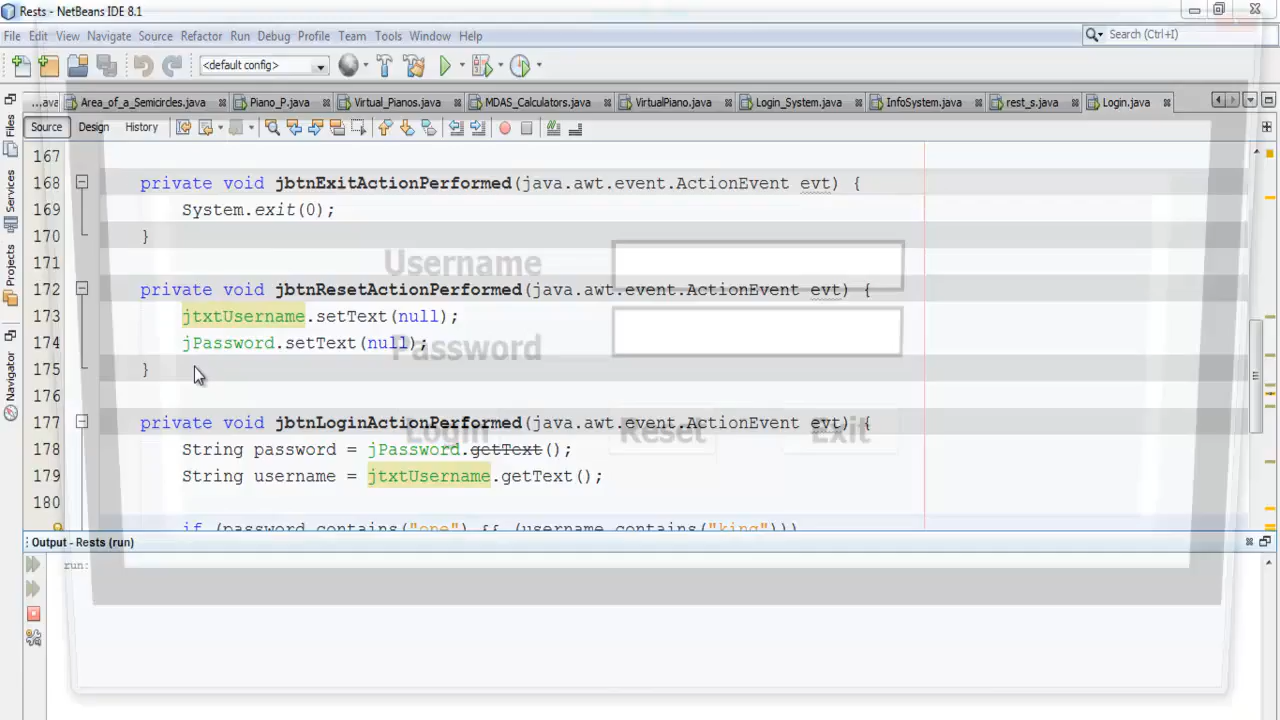 Rests - NetBeans IDE 8.1
File Edit View Navigate Source Refactor Run Debug Profile Team Tools Window Help
Search (Ctrl+I)
<default config>
...ava Area_of_a_Semicircles.java Piano_P.java Virtual_Pianos.java MDAS_Calculators.java VirtualPiano.java Login_System.java InfoSystem.java rest_s.java Login.java
Source Design History
Files
Services
Projects
Navigator
167
168 private void jbtnExitActionPerformed(java.awt.event.ActionEvent evt) {
169 System.exit(0);
170 }
171
Username
172 private void jbtnResetActionPerformed(java.awt.event.ActionEvent evt) {
173 jtxtUsername.setText(null);
174 jPassword.setText(null);
Password
175 }
176
177 private void jbtnLoginActionPerformed(java.awt.event.ActionEvent evt) {
Login Reset Exit
178 String password = jPassword.getText();
179 String username = jtxtUsername.getText();
180
if (password.contains("one") && (username.contains("king")))
Output - Rests (run)
run: